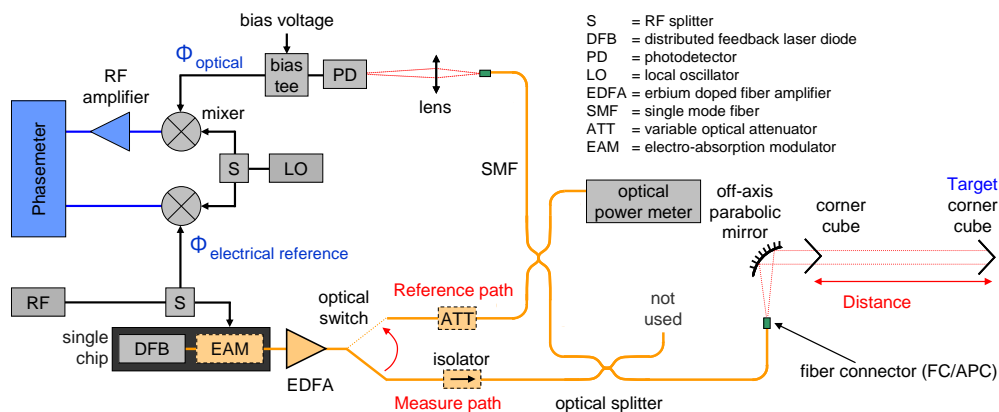 bias voltage
Φoptical
bias
tee
PD
lens
RF
amplifier
mixer
Phasemeter
S
LO
Φelectrical reference
RF
S
single
chip
DFB
EAM
EDFA
optical
switch
Reference path
ATT
isolator
Measure path
optical splitter
SMF
optical
power meter
not
used
off-axis
parabolic
mirror
corner
cube
Target
corner
cube
Distance
fiber connector (FC/APC)
S = RF splitter
DFB = distributed feedback laser diode
PD = photodetector
LO = local oscillator
EDFA = erbium doped fiber amplifier
SMF = single mode fiber
ATT = variable optical attenuator
EAM = electro-absorption modulator